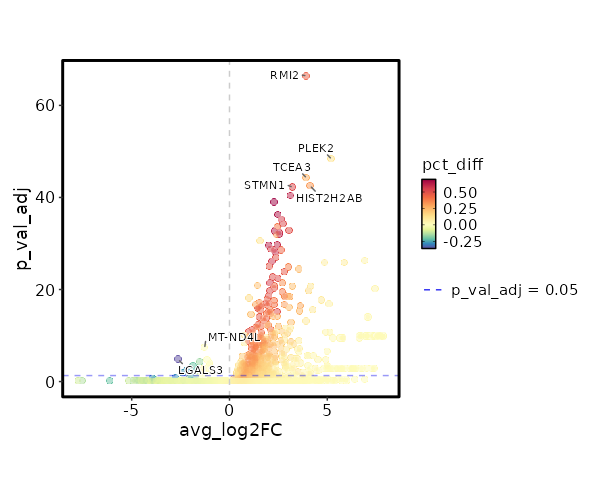 RMI2
PLEK2
TCEA3
STMN1
HIST2H2AB
MT-ND4L
LGALS3
60
40
20
0
-5
0
5
avg_log2FC
p_val_adj
pct_diff
0.50
0.25
0.00
-0.25
p_val_adj = 0.05